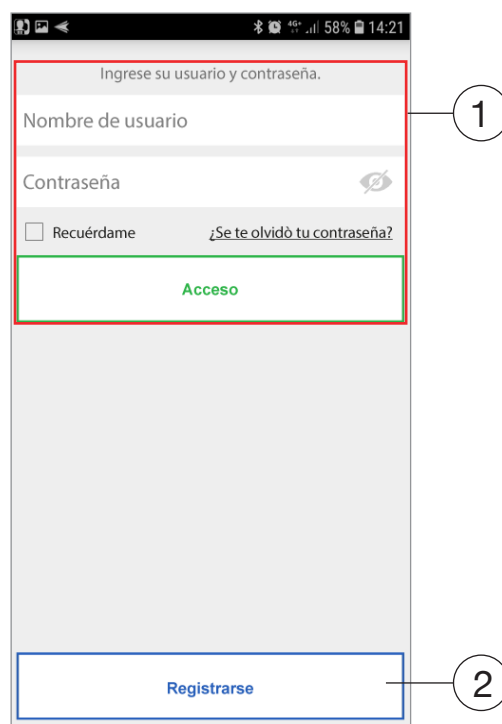 4G+ 58% 14:21
Ingrese su usuario y contraseña.
1
Nombre de usuario
Contraseña
Recuérdame ¿Se te olvidò tu contraseña?
Acceso
Registrarse
2